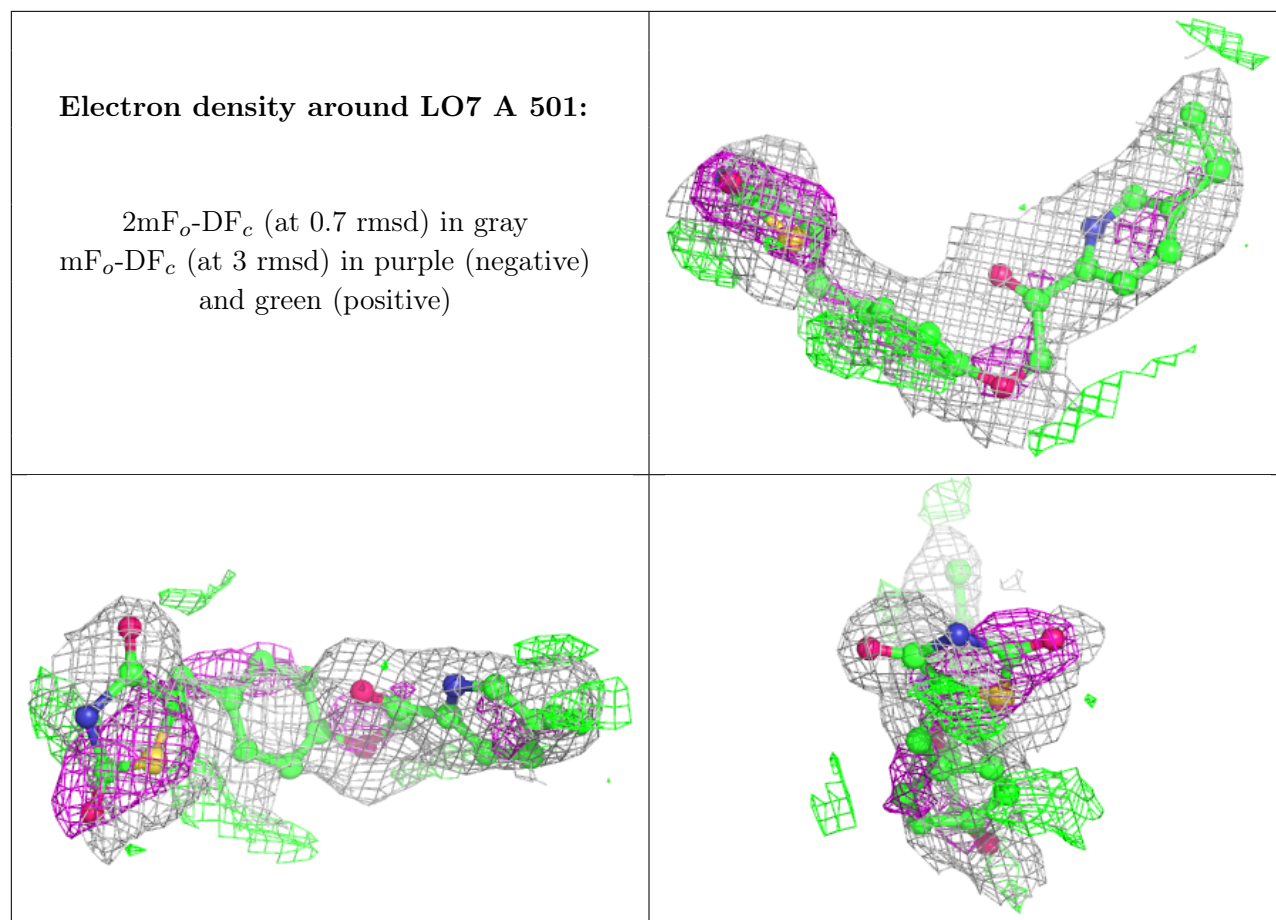 Electron density around LO7 A 501:
2mFo-DFc (at 0.7 rmsd) in gray
mFo-DFc (at 3 rmsd) in purple (negative)
and green (positive)